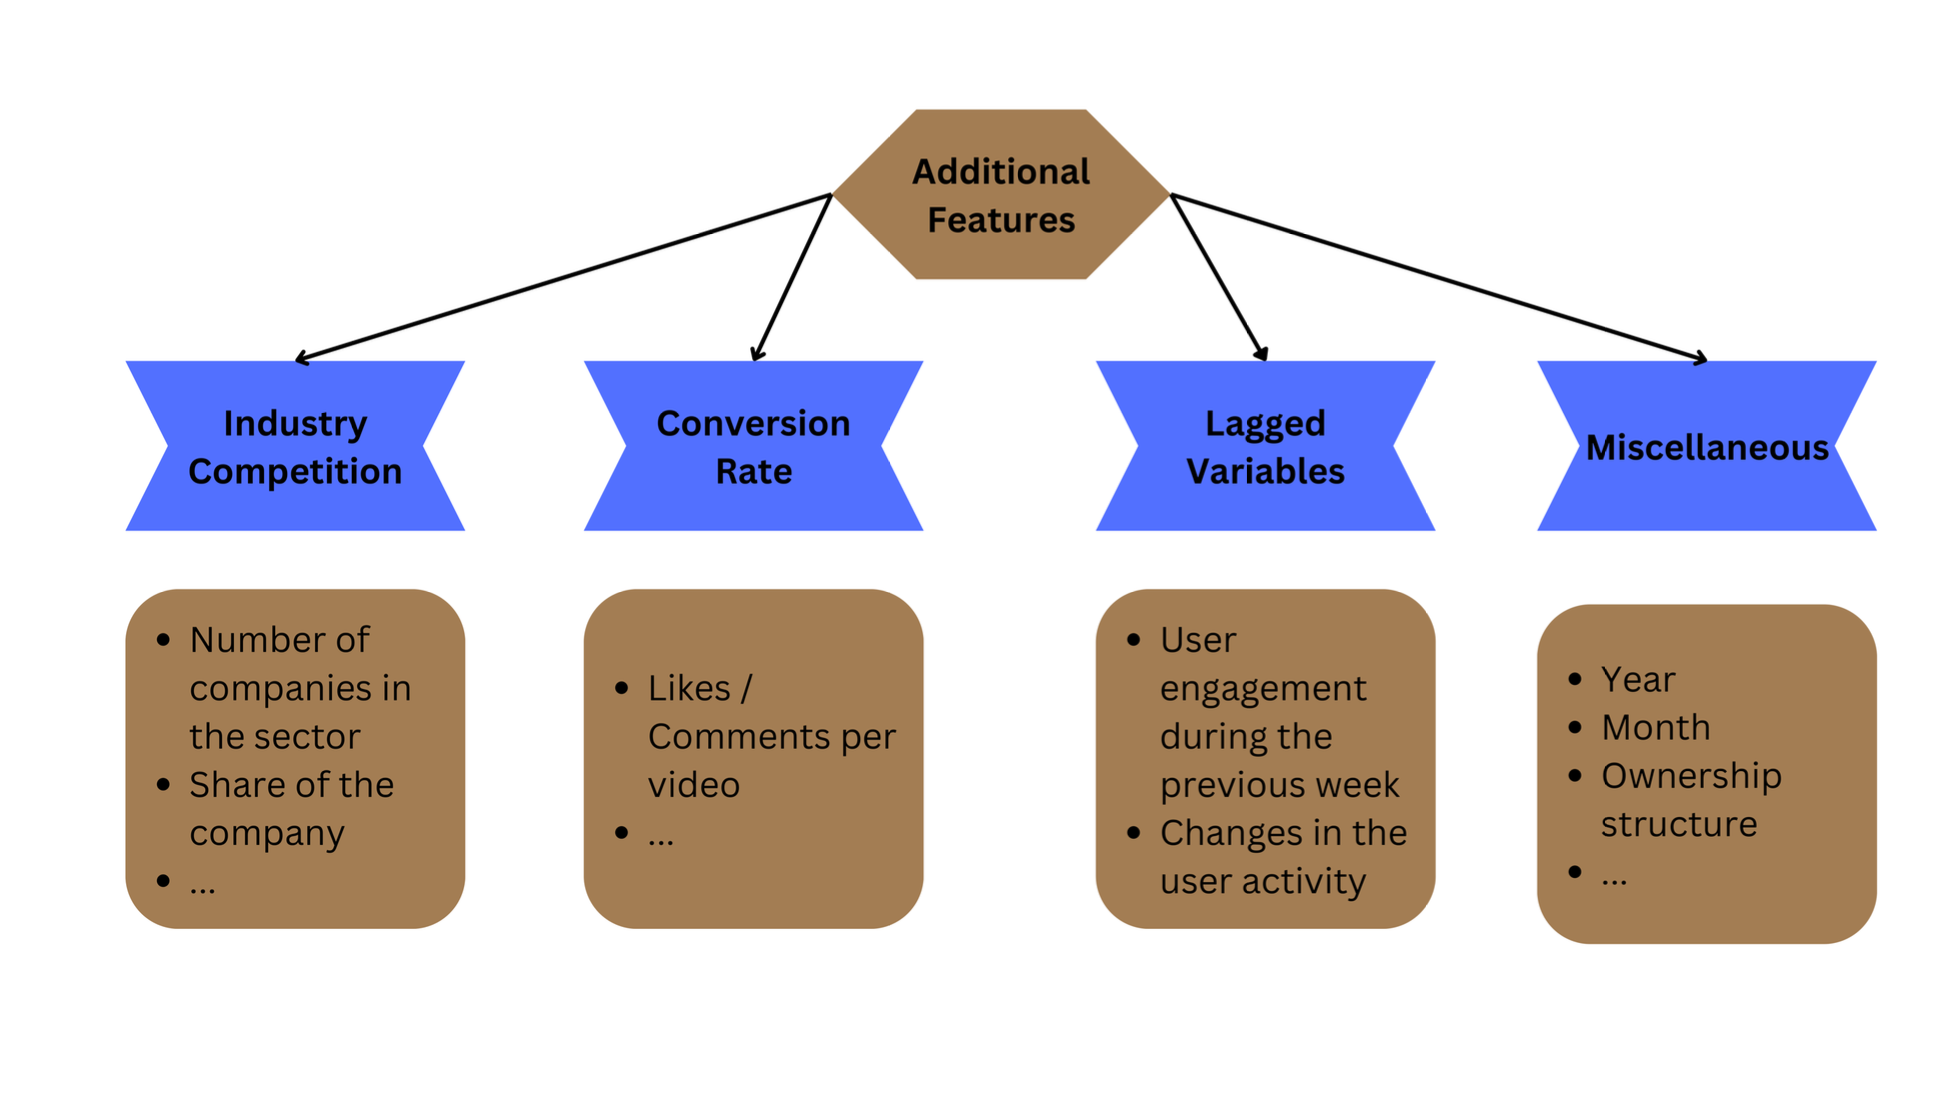 Additional
Features
Industry
Competition
Conversion
Rate
Lagged
Variables
Miscellaneous
• Number of
companies in
the sector
• Share of the
company
• ...
• Likes /
Comments per
video
• ...
• User
engagement
during the
previous week
• Changes in the
user activity
• Year
• Month
• Ownership
structure
• ...